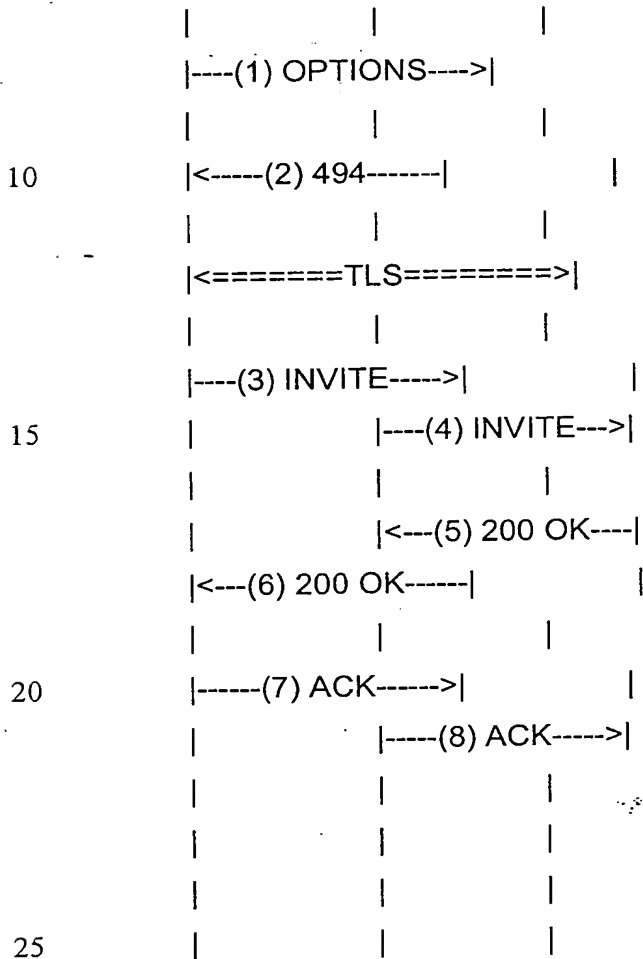 | | |
|----(1) OPTIONS---->|
| | |
10 |<-----(2) 494-------| |
| | |
|<=======TLS========>|
| | |
|----(3) INVITE----->| |
15 | |----(4) INVITE--->|
| | |
| |<---(5) 200 OK----|
|<---(6) 200 OK------| |
| | |
20 |------(7) ACK------>| |
| |-----(8) ACK----->|
| | |
| | |
| | |
25 | | |